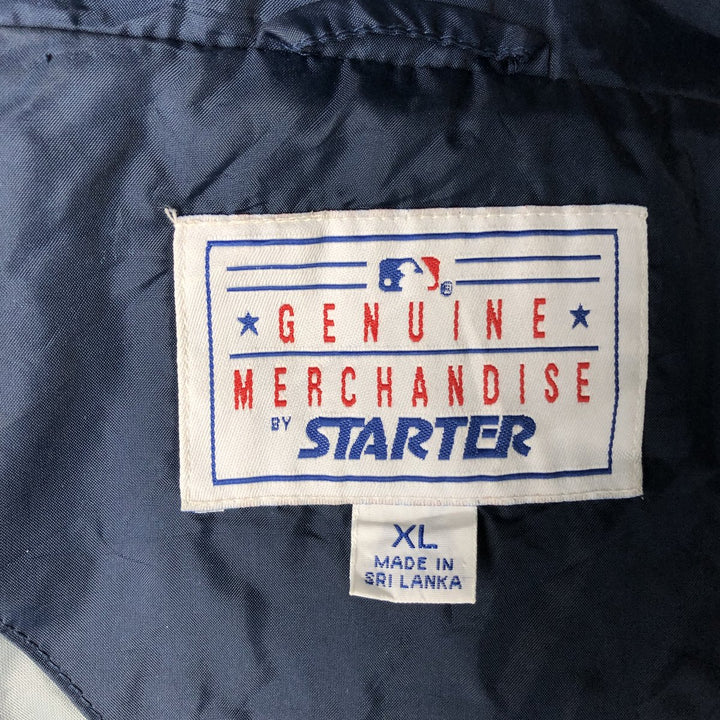 GENUINE
MERCHANDISE
BY STARTER
XL
MADE IN
SRI LANKA